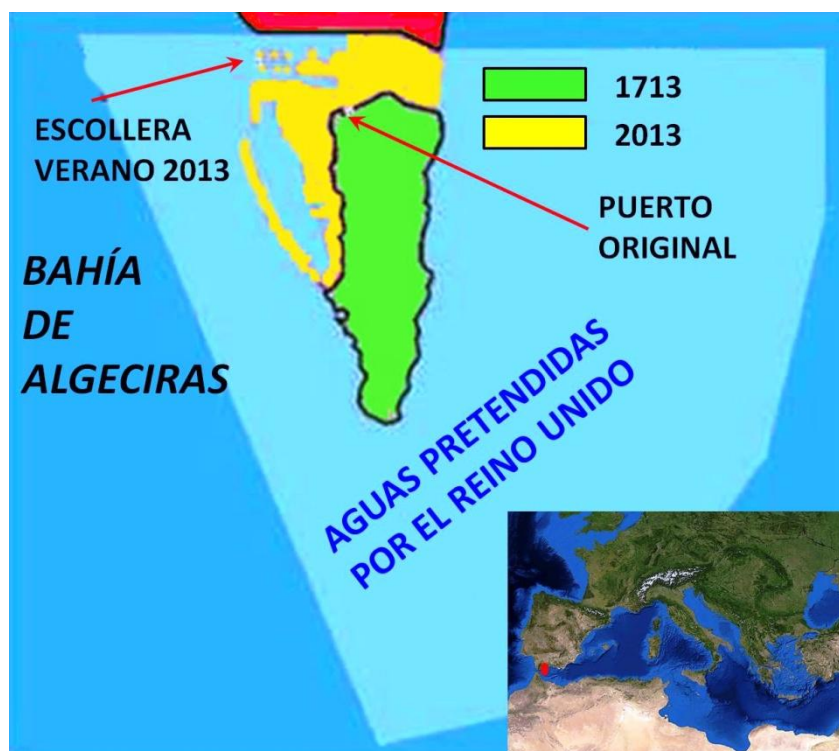 ESCOLLERA
VERANO 2013
1713
2013
PUERTO
ORIGINAL
BAHÍA
DE
ALGECIRAS
AGUAS PRETENDIDAS
POR EL REINO UNIDO